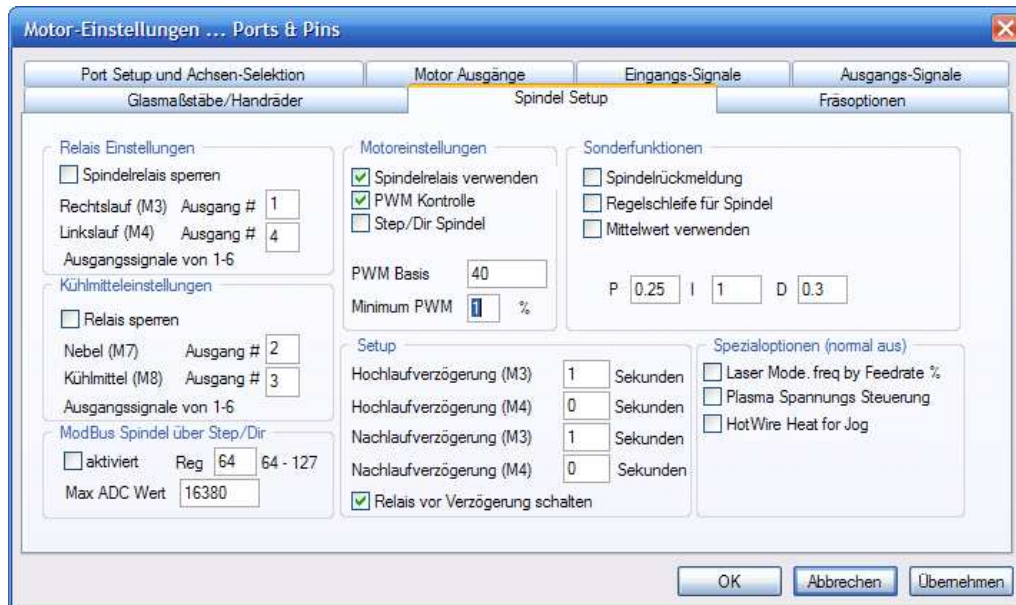 Motor-Einstellungen ... Ports & Pins
Port Setup und Achsen-Selektion
Motor Ausgänge
Eingangs-Signale
Ausgangs-Signale
Glasmaßstäbe/Handräder
Spindel Setup
Fräsoptionen
Relais Einstellungen
Spindelrelais sperren
Rechtslauf (M3) Ausgang # 1
Linkslauf (M4) Ausgang # 4
Ausgangssignale von 1-6
Kühlmitteleinstellungen
Relais sperren
Nebel (M7) Ausgang # 2
Kühlmittel (M8) Ausgang # 3
Ausgangssignale von 1-6
ModBus Spindel über Step/Dir
aktiviert Reg 64 64 - 127
Max ADC Wert 16380
Motoreinstellungen
Spindelrelais verwenden
PWM Kontrolle
Step/Dir Spindel
PWM Basis 40
Minimum PWM 1 %
Sonderfunktionen
Spindelrückmeldung
Regelschleife für Spindel
Mittelwert verwenden
P 0.25 I 1 D 0.3
Setup
Hochlaufverzögerung (M3) 1 Sekunden
Hochlaufverzögerung (M4) 0 Sekunden
Nachlaufverzögerung (M3) 1 Sekunden
Nachlaufverzögerung (M4) 0 Sekunden
Relais vor Verzögerung schalten
Spezialoptionen (normal aus)
Laser Mode. freq by Feedrate %
Plasma Spannungs Steuerung
HotWire Heat for Jog
OK
Abbrechen
Übernehmen